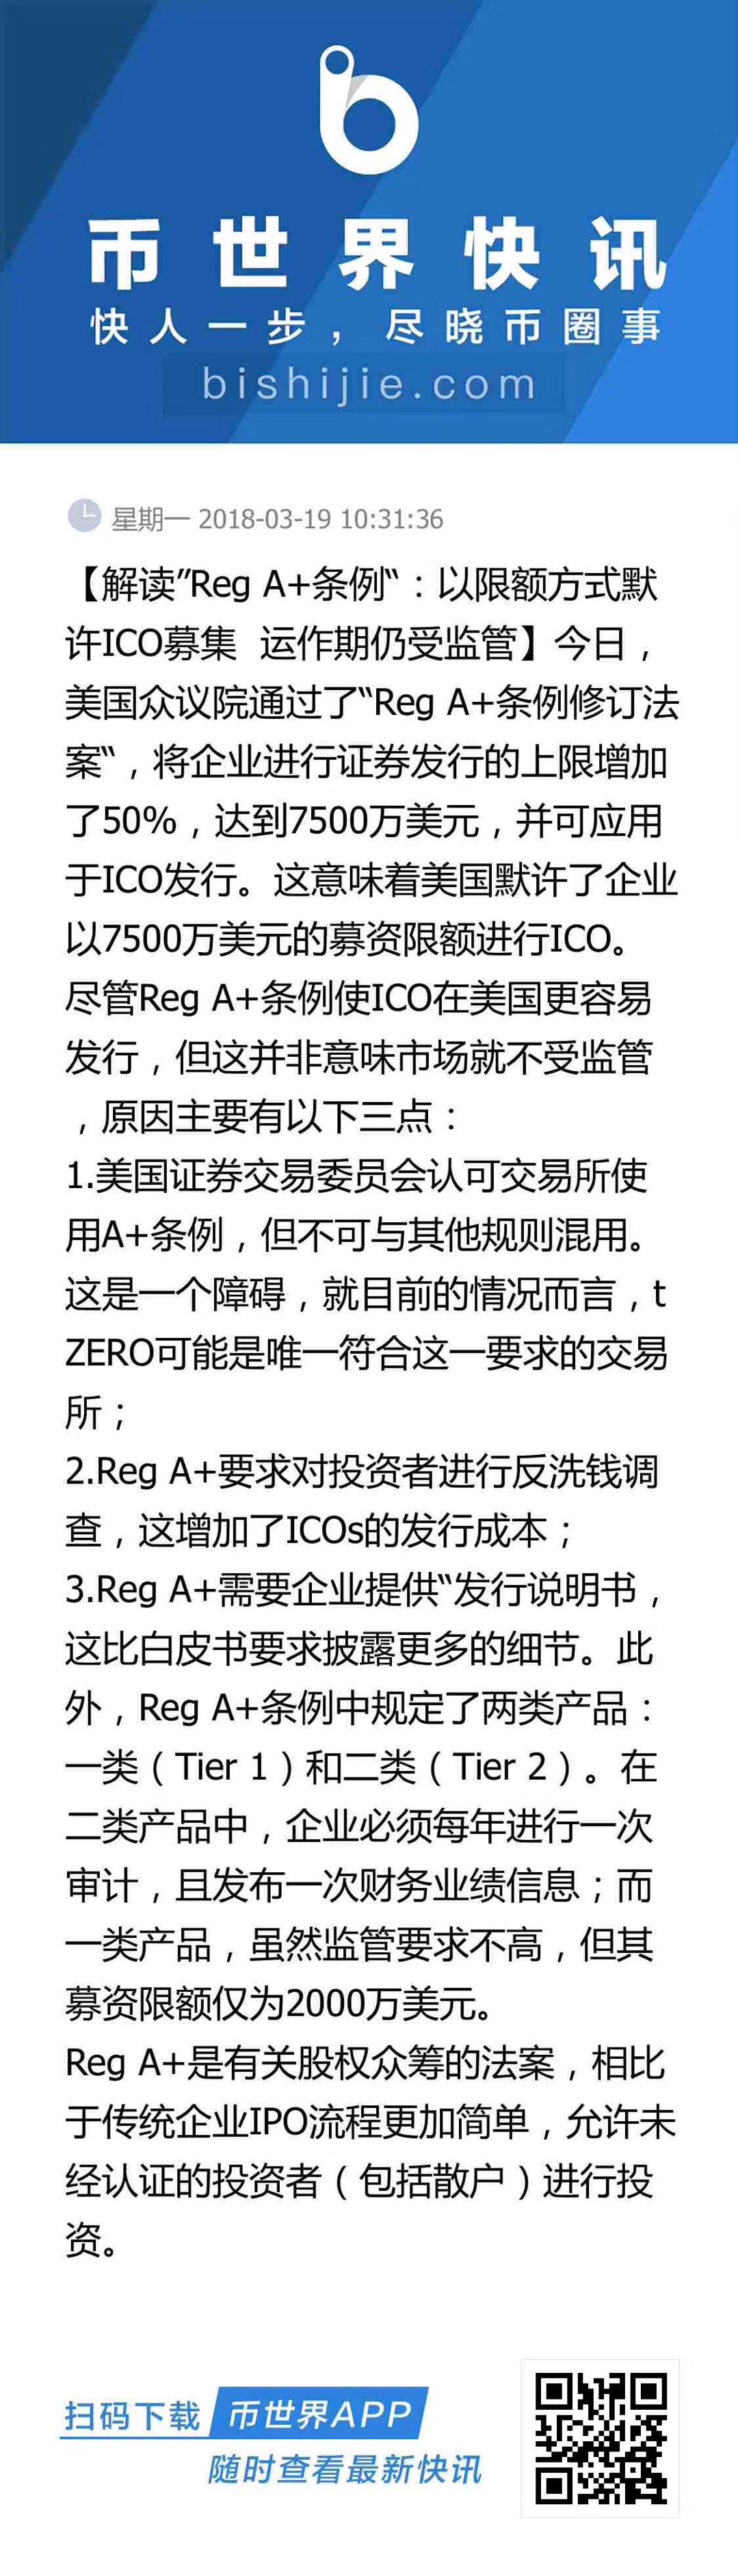 币世界快讯
快人一步，尽晓币圈事
bishijie.com
星期一 2018-03-19 10:31:36
【解读"Reg A+条例"：以限额方式默
许ICO募集 运作期仍受监管】今日，
美国众议院通过了"Reg A+条例修订法
案"，将企业进行证券发行的上限增加
了50%，达到7500万美元，并可应用
于ICO发行。这意味着美国默许了企业
以7500万美元的募资限额进行ICO。
尽管Reg A+条例使ICO在美国更容易
发行，但这并非意味市场就不受监管
，原因主要有以下三点：
1.美国证券交易委员会认可交易所使
用A+条例，但不可与其他规则混用。
这是一个障碍，就目前的情况而言，t
ZERO可能是唯一符合这一要求的交易
所；
2.Reg A+要求对投资者进行反洗钱调
查，这增加了ICOs的发行成本；
3.Reg A+需要企业提供"发行说明书，
这比白皮书要求披露更多的细节。此
外，Reg A+条例中规定了两类产品：
一类（Tier 1）和二类（Tier 2）。在
二类产品中，企业必须每年进行一次
审计，且发布一次财务业绩信息；而
一类产品，虽然监管要求不高，但其
募资限额仅为2000万美元。
Reg A+是有关股权众筹的法案，相比
于传统企业IPO流程更加简单，允许未
经认证的投资者（包括散户）进行投
资。
扫码下载 币世界APP
随时查看最新快讯